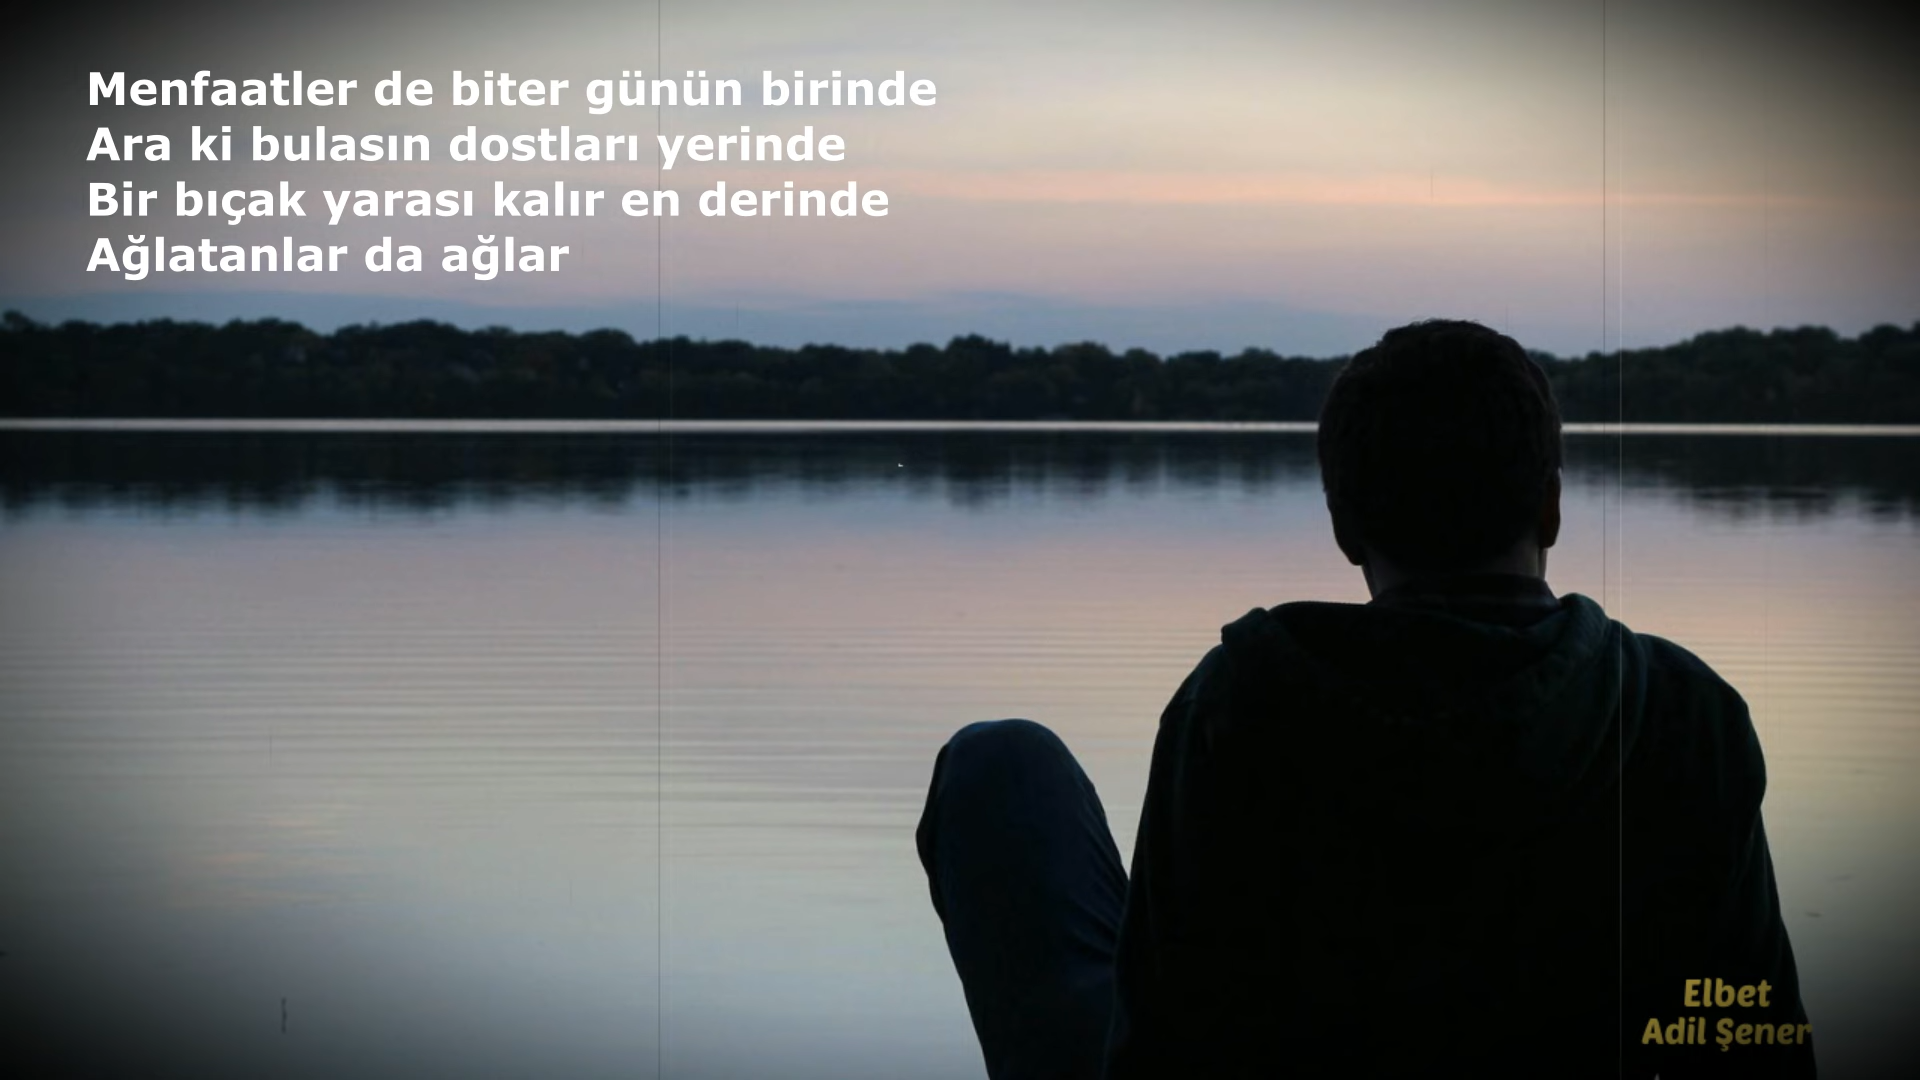 Menfaatler de biter günün birinde
Ara ki bulasın dostları yerinde
Bir bıçak yarası kalır en derinde
Ağlatanlar da ağlar
Elbet
Adil Şener